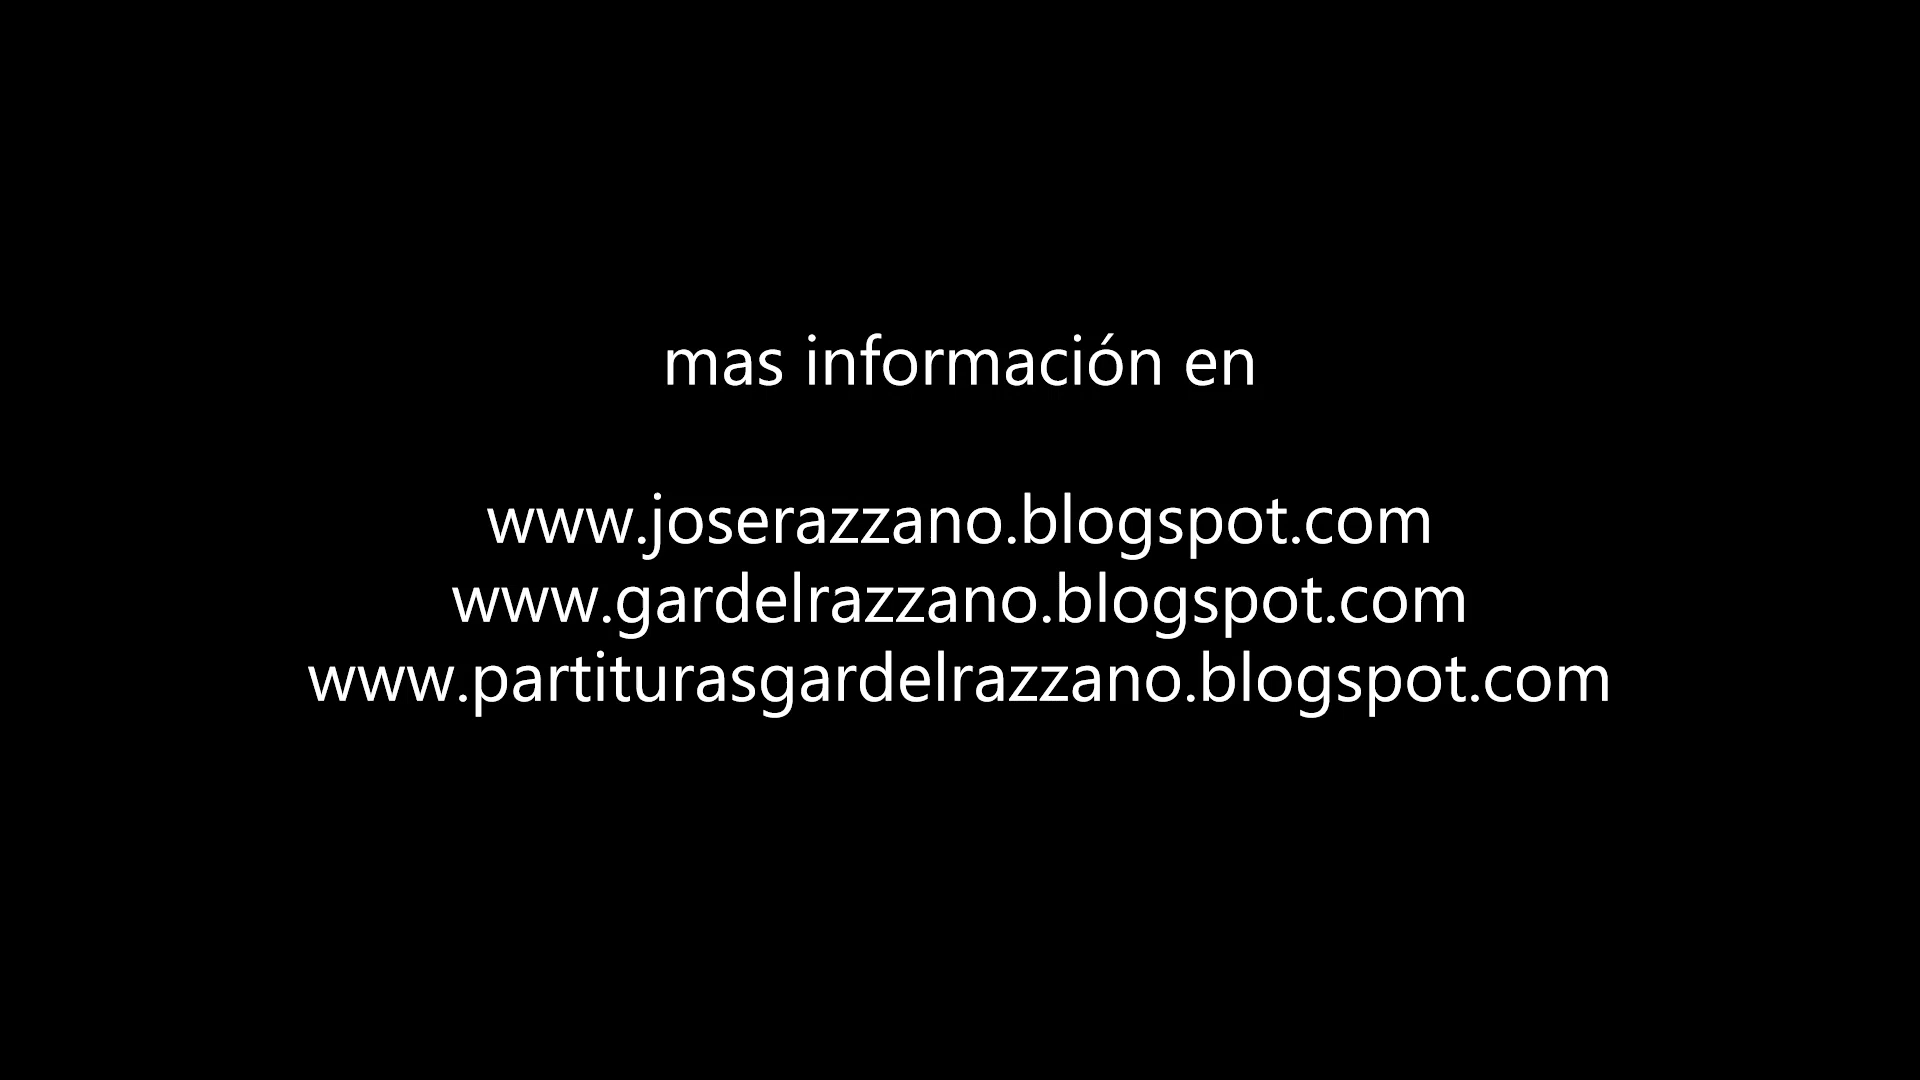 mas información en
www.joserazzano.blogspot.com
www.gardelrazzano.blogspot.com
www.partiturasgardelrazzano.blogspot.com